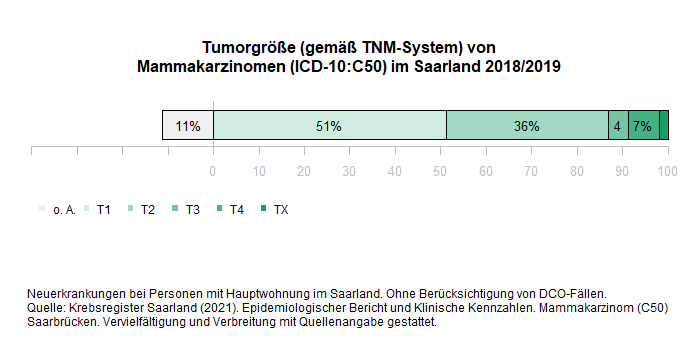 Tumorgröße (gemäß TNM-System) von
Mammakarzinomen (ICD-10:C50) im Saarland 2018/2019
11% 51% 36% 4 7%
0 10 20 30 40 50 60 70 80 90 100
o. A. T1 T2 T3 T4 TX
Neuerkrankungen bei Personen mit Hauptwohnung im Saarland. Ohne Berücksichtigung von DCO-Fällen.
Quelle: Krebsregister Saarland (2021). Epidemiologischer Bericht und Klinische Kennzahlen. Mammakarzinom (C50)
Saarbrücken. Vervielfältigung und Verbreitung mit Quellenangabe gestattet.